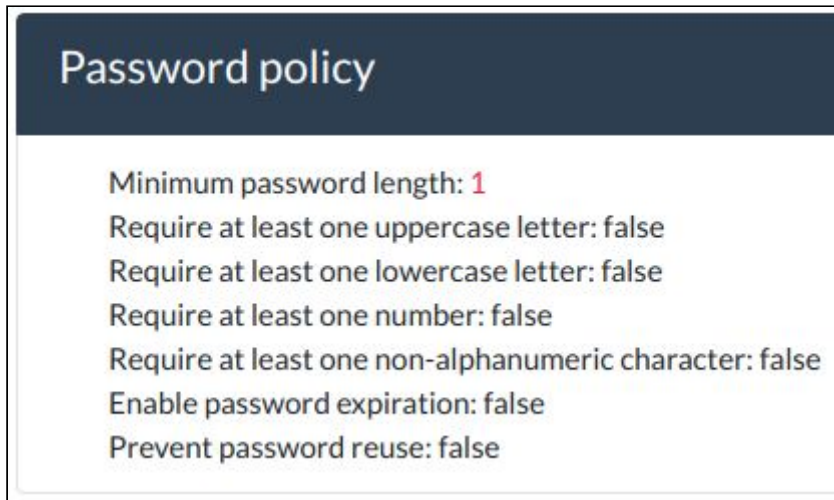 Password policy
Minimum password length: 1
Require at least one uppercase letter: false
Require at least one lowercase letter: false
Require at least one number: false
Require at least one non-alphanumeric character: false
Enable password expiration: false
Prevent password reuse: false